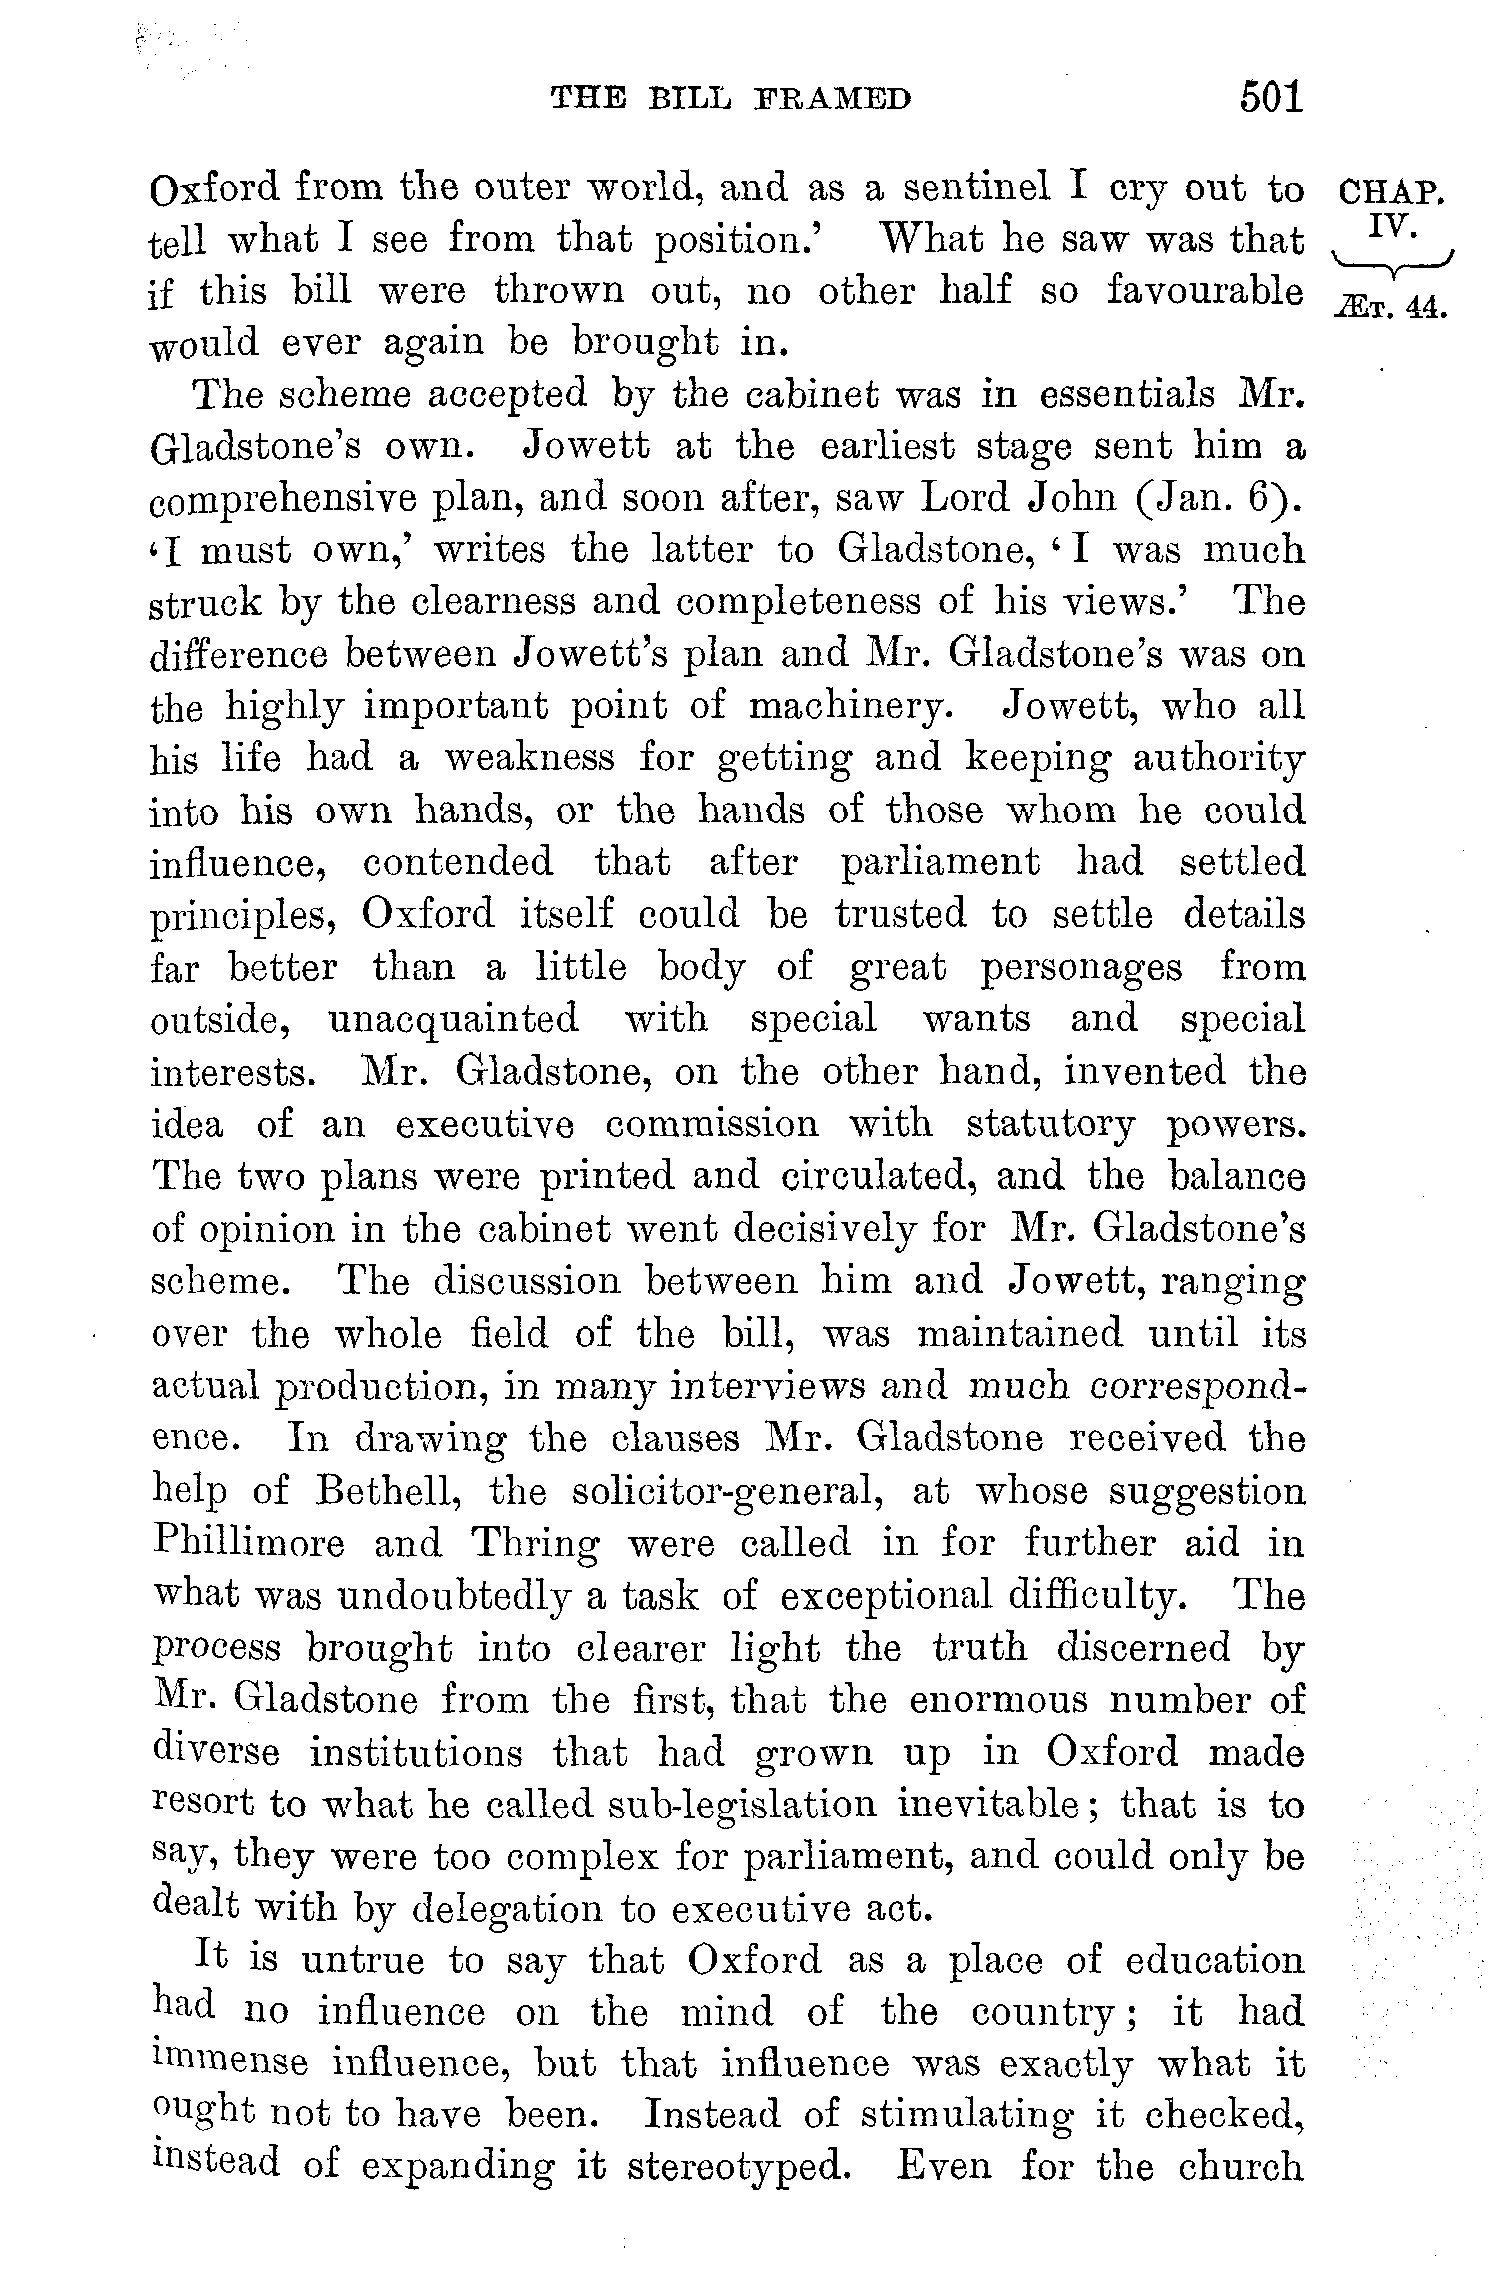 THE BILL FRAMED 501
Oxford from the outer world, and as a sentinel I cry out to
tell what I see from that position.’ What he saw was that
if this bill were thrown out, no other half so favourable
would ever again be brought in.
CHAP.
IV.
ÆT. 44.
The scheme accepted by the cabinet was in essentials Mr.
Gladstone’s own. Jowett at the earliest stage sent him a
comprehensive plan, and soon after, saw Lord John (Jan. 6).
‘I must own,’ writes the latter to Gladstone, ‘I was much
struck by the clearness and completeness of his views.’ The
difference between Jowett’s plan and Mr. Gladstone’s was on
the highly important point of machinery. Jowett, who all
his life had a weakness for getting and keeping authority
into his own hands, or the hands of those whom he could
influence, contended that after parliament had settled
principles, Oxford itself could be trusted to settle details
far better than a little body of great personages from
outside, unacquainted with special wants and special
interests. Mr. Gladstone, on the other hand, invented the
idea of an executive commission with statutory powers.
The two plans were printed and circulated, and the balance
of opinion in the cabinet went decisively for Mr. Gladstone’s
scheme. The discussion between him and Jowett, ranging
over the whole field of the bill, was maintained until its
actual production, in many interviews and much correspond-
ence. In drawing the clauses Mr. Gladstone received the
help of Bethell, the solicitor-general, at whose suggestion
Phillimore and Thring were called in for further aid in
what was undoubtedly a task of exceptional difficulty. The
process brought into clearer light the truth discerned by
Mr. Gladstone from the first, that the enormous number of
diverse institutions that had grown up in Oxford made
resort to what he called sub-legislation inevitable; that is to
say, they were too complex for parliament, and could only be
dealt with by delegation to executive act.
It is untrue to say that Oxford as a place of education
had no influence on the mind of the country; it had
immense influence, but that influence was exactly what it
ought not to have been. Instead of stimulating it checked,
instead of expanding it stereotyped. Even for the church